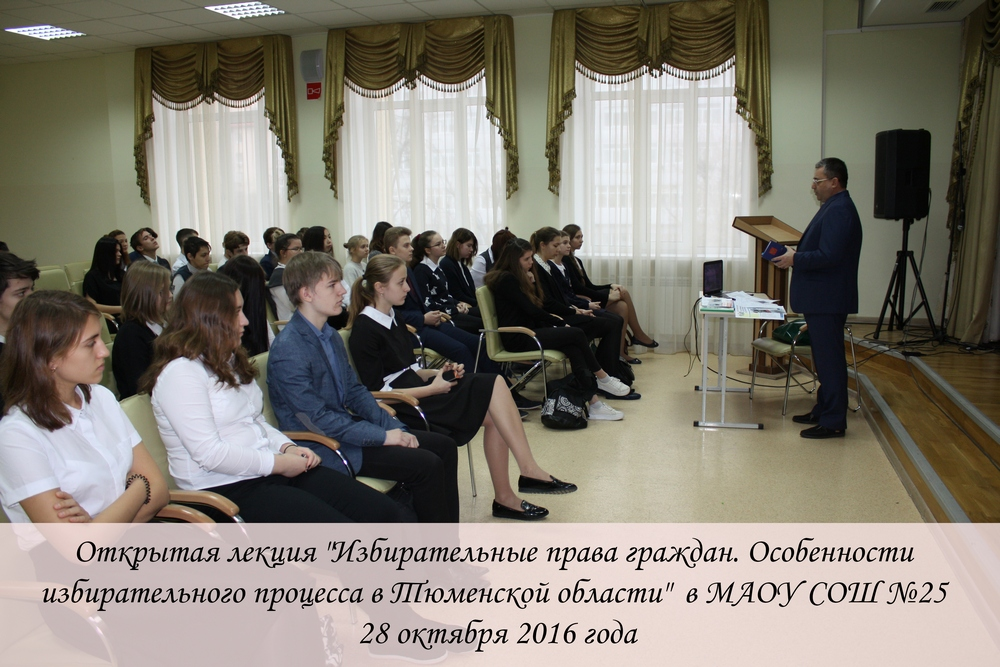 Открытая лекция "Избирательные права граждан. Особенности
избирательного процесса в Тюменской области" в МАОУ СОШ №25
28 октября 2016 года